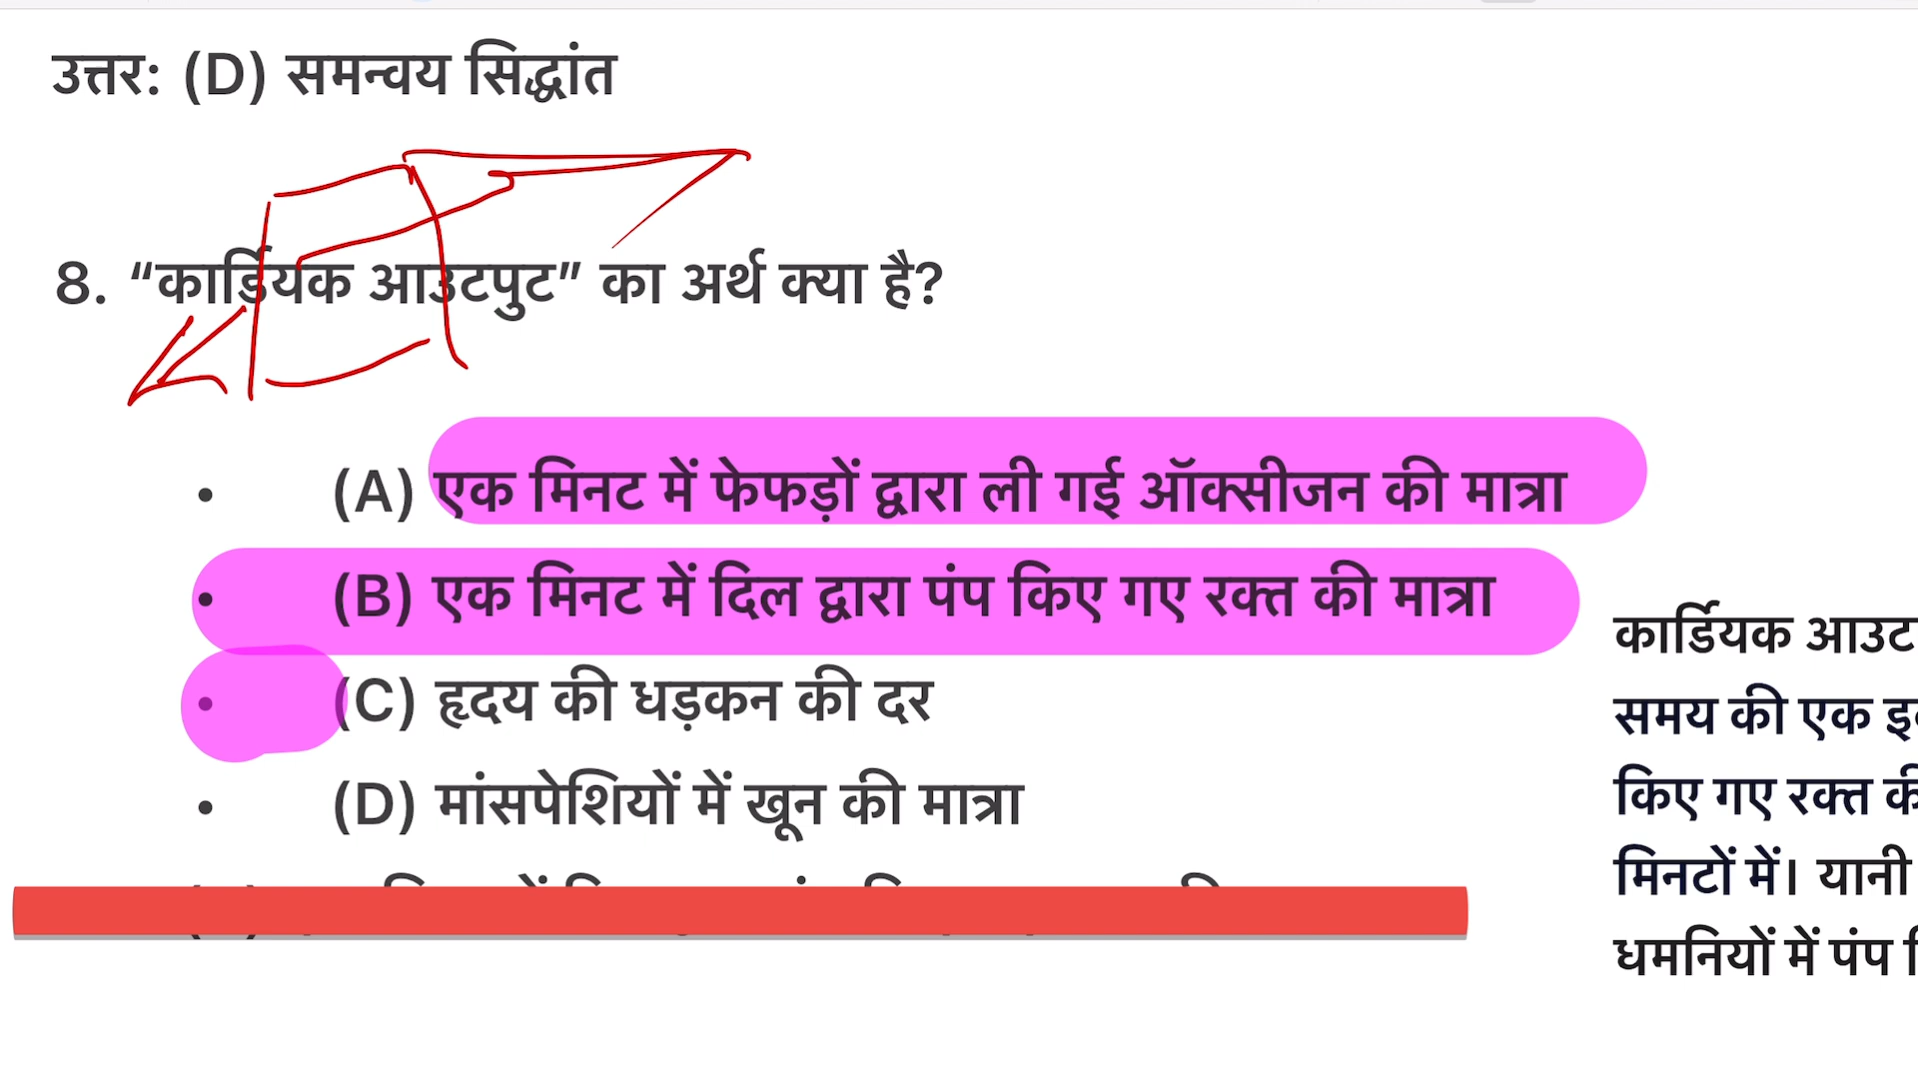 उत्तर: (D) समन्वय सिद्धांत
8. “कार्डियक आउटपुट” का अर्थ क्या है?
• (A) एक मिनट में फेफड़ों द्वारा ली गई ऑक्सीजन की मात्रा
• (B) एक मिनट में दिल द्वारा पंप किए गए रक्त की मात्रा
• (C) हृदय की धड़कन की दर
• (D) मांसपेशियों में खून की मात्रा
कार्डियक आउट
समय की एक
किए गए रक्त
मिनटों में। यानी
धमनियों में पंप